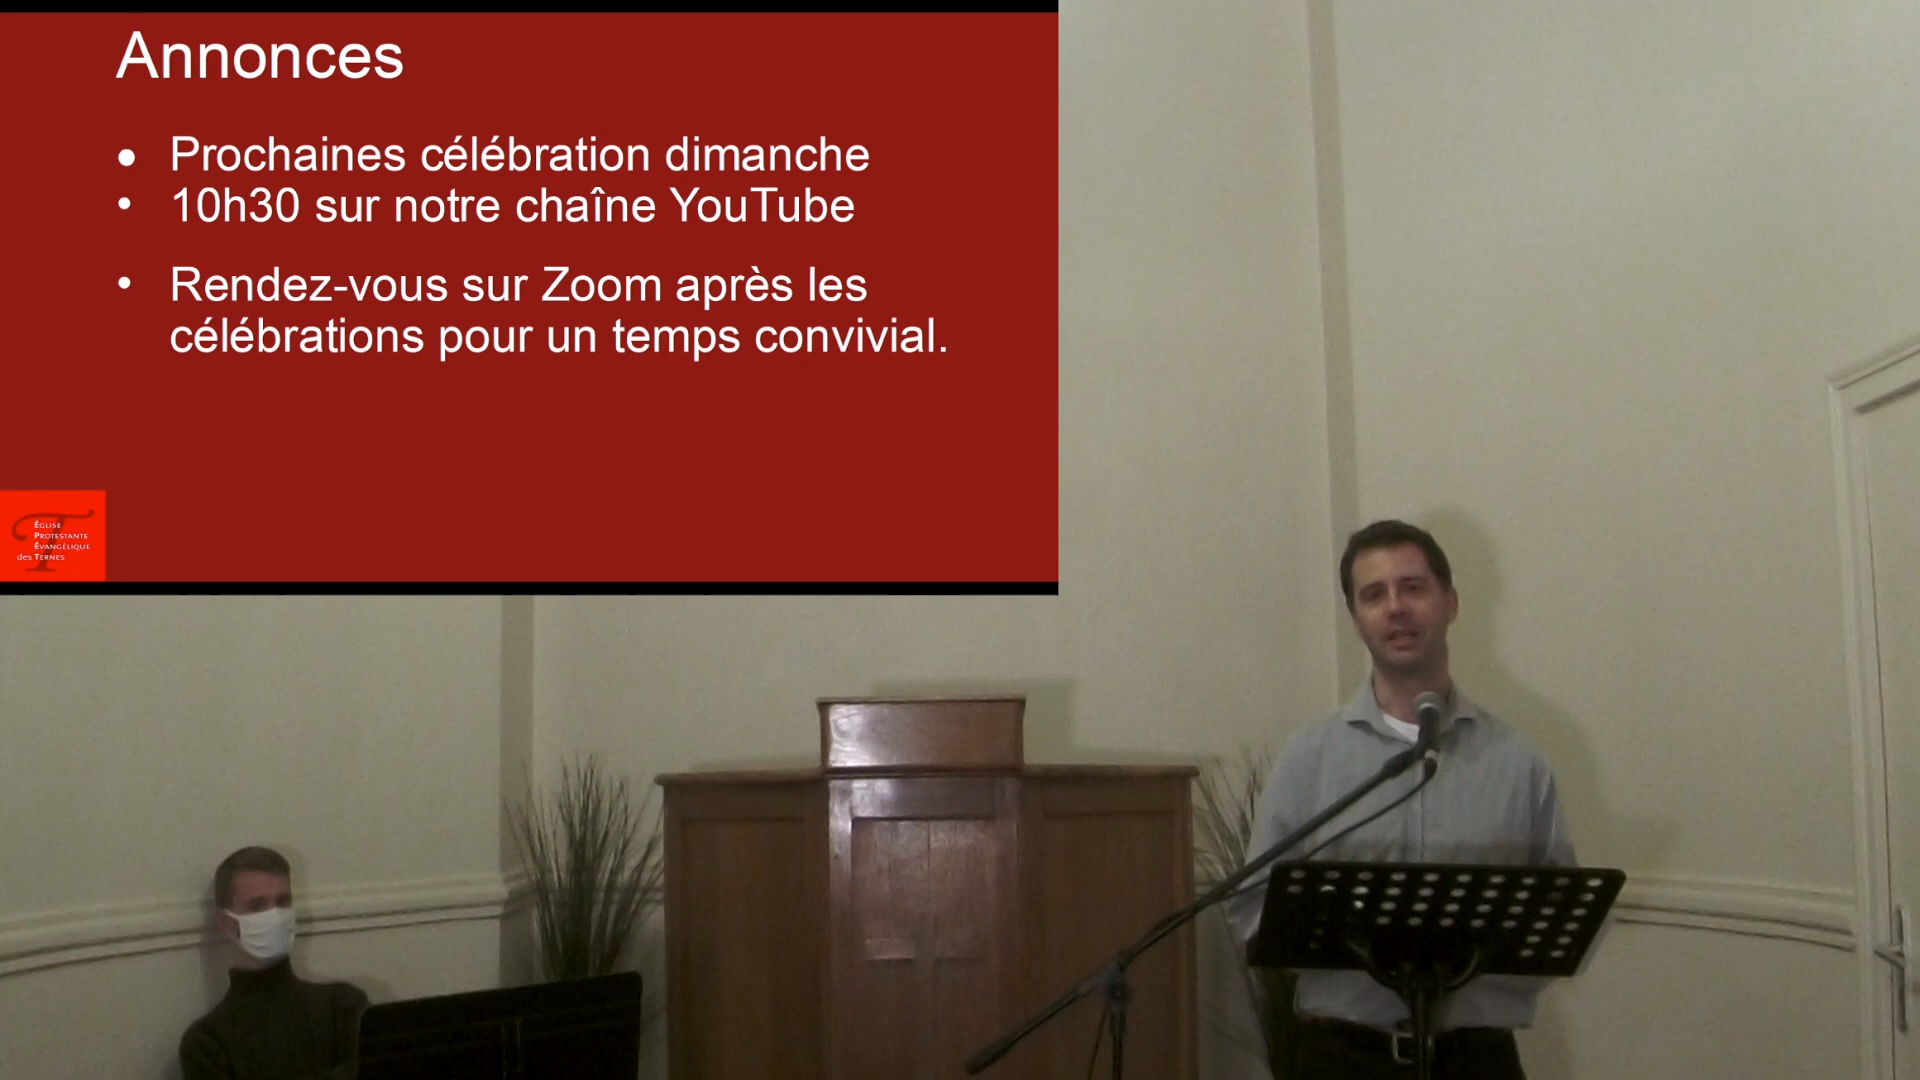 Annonces
• Prochaines célébration dimanche
• 10h30 sur notre chaîne YouTube
• Rendez-vous sur Zoom après les
célébrations pour un temps convivial.
ÉGLISE
PROTESTANTE
ÉVANGÉLIQUE
des TERNES